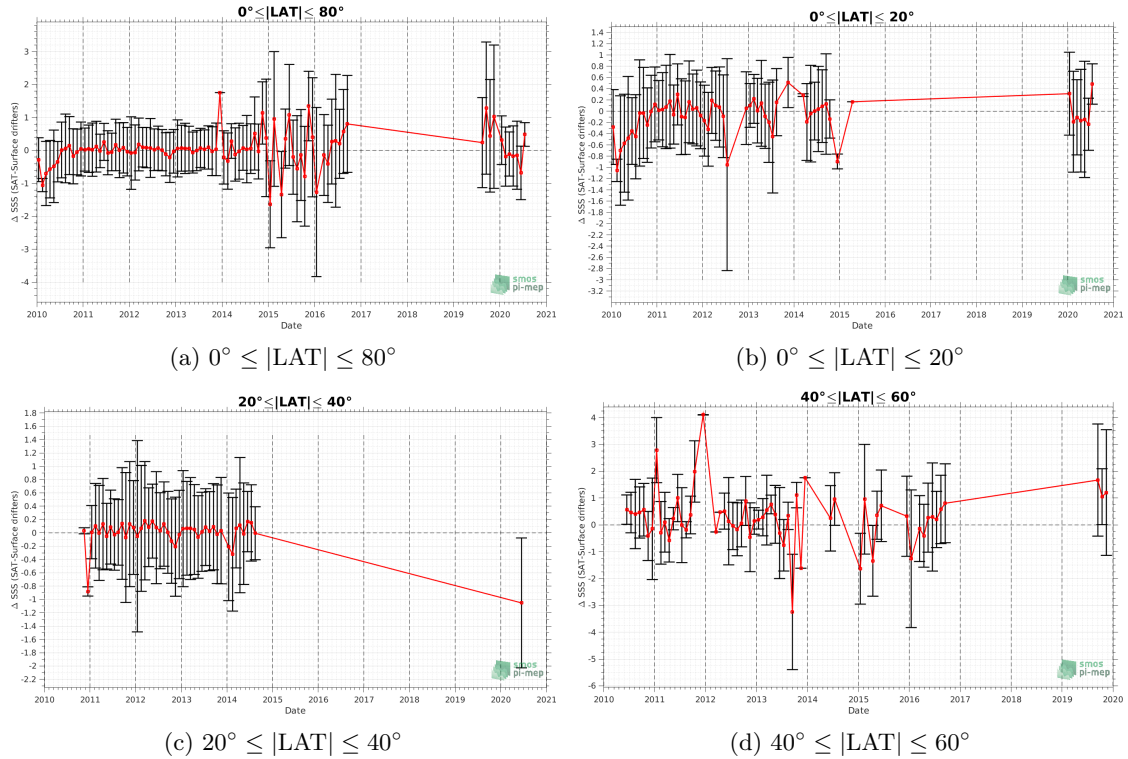 0°≤|LAT|≤ 80°
Δ SSS (SAT-Surface drifters)
3
2
1
0
-1
-2
-3
-4
2010 2011 2012 2013 2014 2015 2016 2017 2018 2019 2020 2021
Date
smos
pi-mep
(a) 0° ≤ |LAT| ≤ 80°
0°≤|LAT|≤ 20°
Δ SSS (SAT-Surface drifters)
1.4
1.2
1
0.8
0.6
0.4
0.2
0
-0.2
-0.4
-0.6
-0.8
-1
-1.2
-1.4
-1.6
-1.8
-2
-2.2
-2.4
-2.6
-2.8
-3
-3.2
2010 2011 2012 2013 2014 2015 2016 2017 2018 2019 2020 2021
Date
smos
pi-mep
(b) 0° ≤ |LAT| ≤ 20°
20°≤|LAT|≤ 40°
Δ SSS (SAT-Surface drifters)
1.8
1.6
1.4
1.2
1
0.8
0.6
0.4
0.2
0
-0.2
-0.4
-0.6
-0.8
-1
-1.2
-1.4
-1.6
-1.8
-2
-2.2
2010 2011 2012 2013 2014 2015 2016 2017 2018 2019 2020 2021
Date
smos
pi-mep
(c) 20° ≤ |LAT| ≤ 40°
40°≤|LAT|≤ 60°
Δ SSS (SAT-Surface drifters)
4
3
2
1
0
-1
-2
-3
-4
-5
-6
2010 2011 2012 2013 2014 2015 2016 2017 2018 2019 2020
Date
smos
pi-mep
(d) 40° ≤ |LAT| ≤ 60°